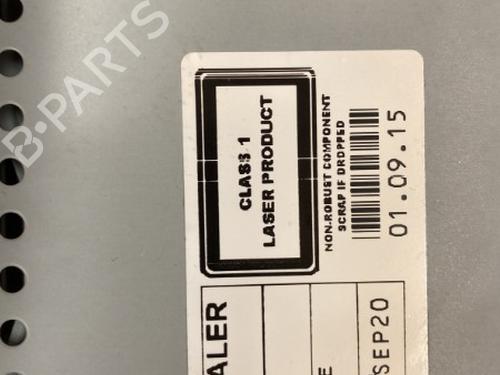 B-PARTS
CLASS 1
LASER PRODUCT
NON-ROBUST COMPONENT
SCRAP IF DROPPED
01.09.15
ALER
E
SEP20